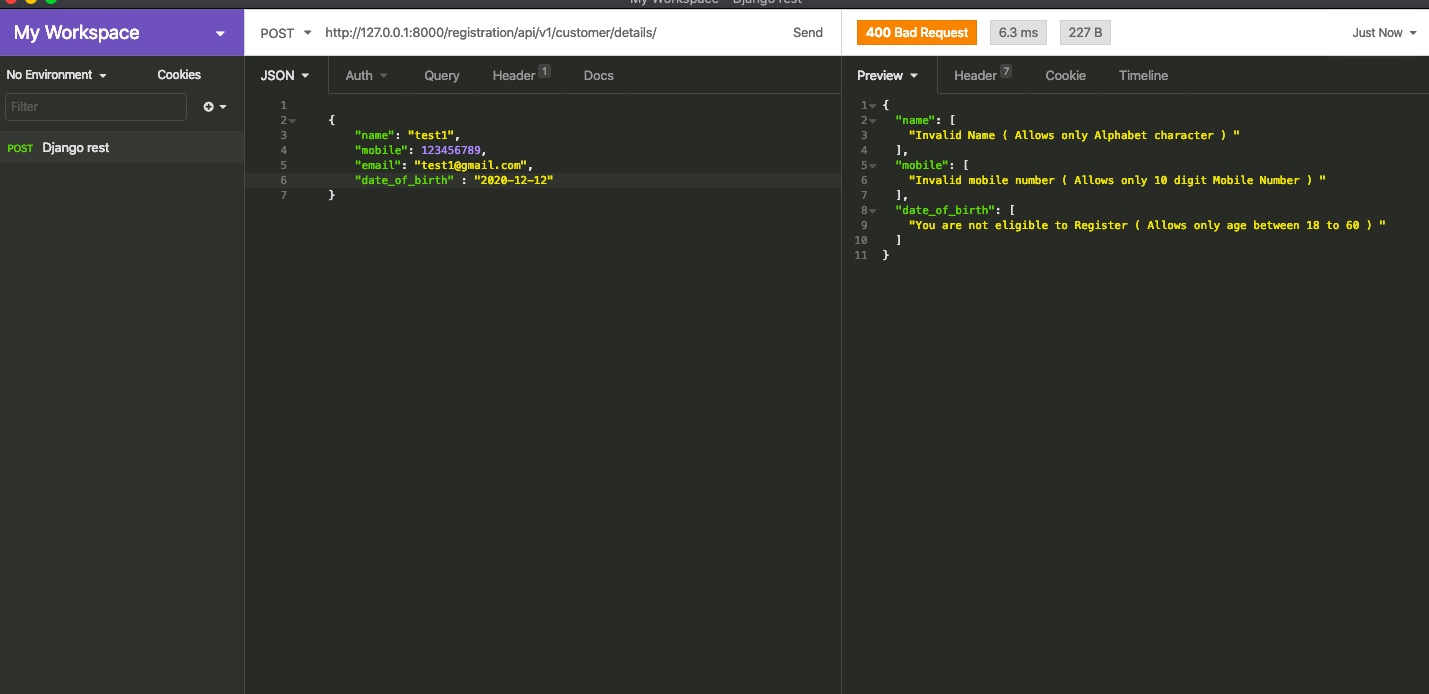 My Workspace – Django rest
My Workspace
POST http://127.0.0.1:8000/registration/api/v1/customer/details/ Send
400 Bad Request 6.3 ms 227 B Just Now
No Environment Cookies
Filter
POST Django rest
JSON Auth Query Header 1 Docs
1
2 {
3 "name": "test1",
4 "mobile": 123456789,
5 "email": "test1@gmail.com",
6 "date_of_birth" : "2020-12-12"
7 }
Preview Header 7 Cookie Timeline
1 {
2 "name": [
3 "Invalid Name ( Allows only Alphabet character ) "
4 ],
5 "mobile": [
6 "Invalid mobile number ( Allows only 10 digit Mobile Number ) "
7 ],
8 "date_of_birth": [
9 "You are not eligible to Register ( Allows only age between 18 to 60 ) "
10 ]
11 }